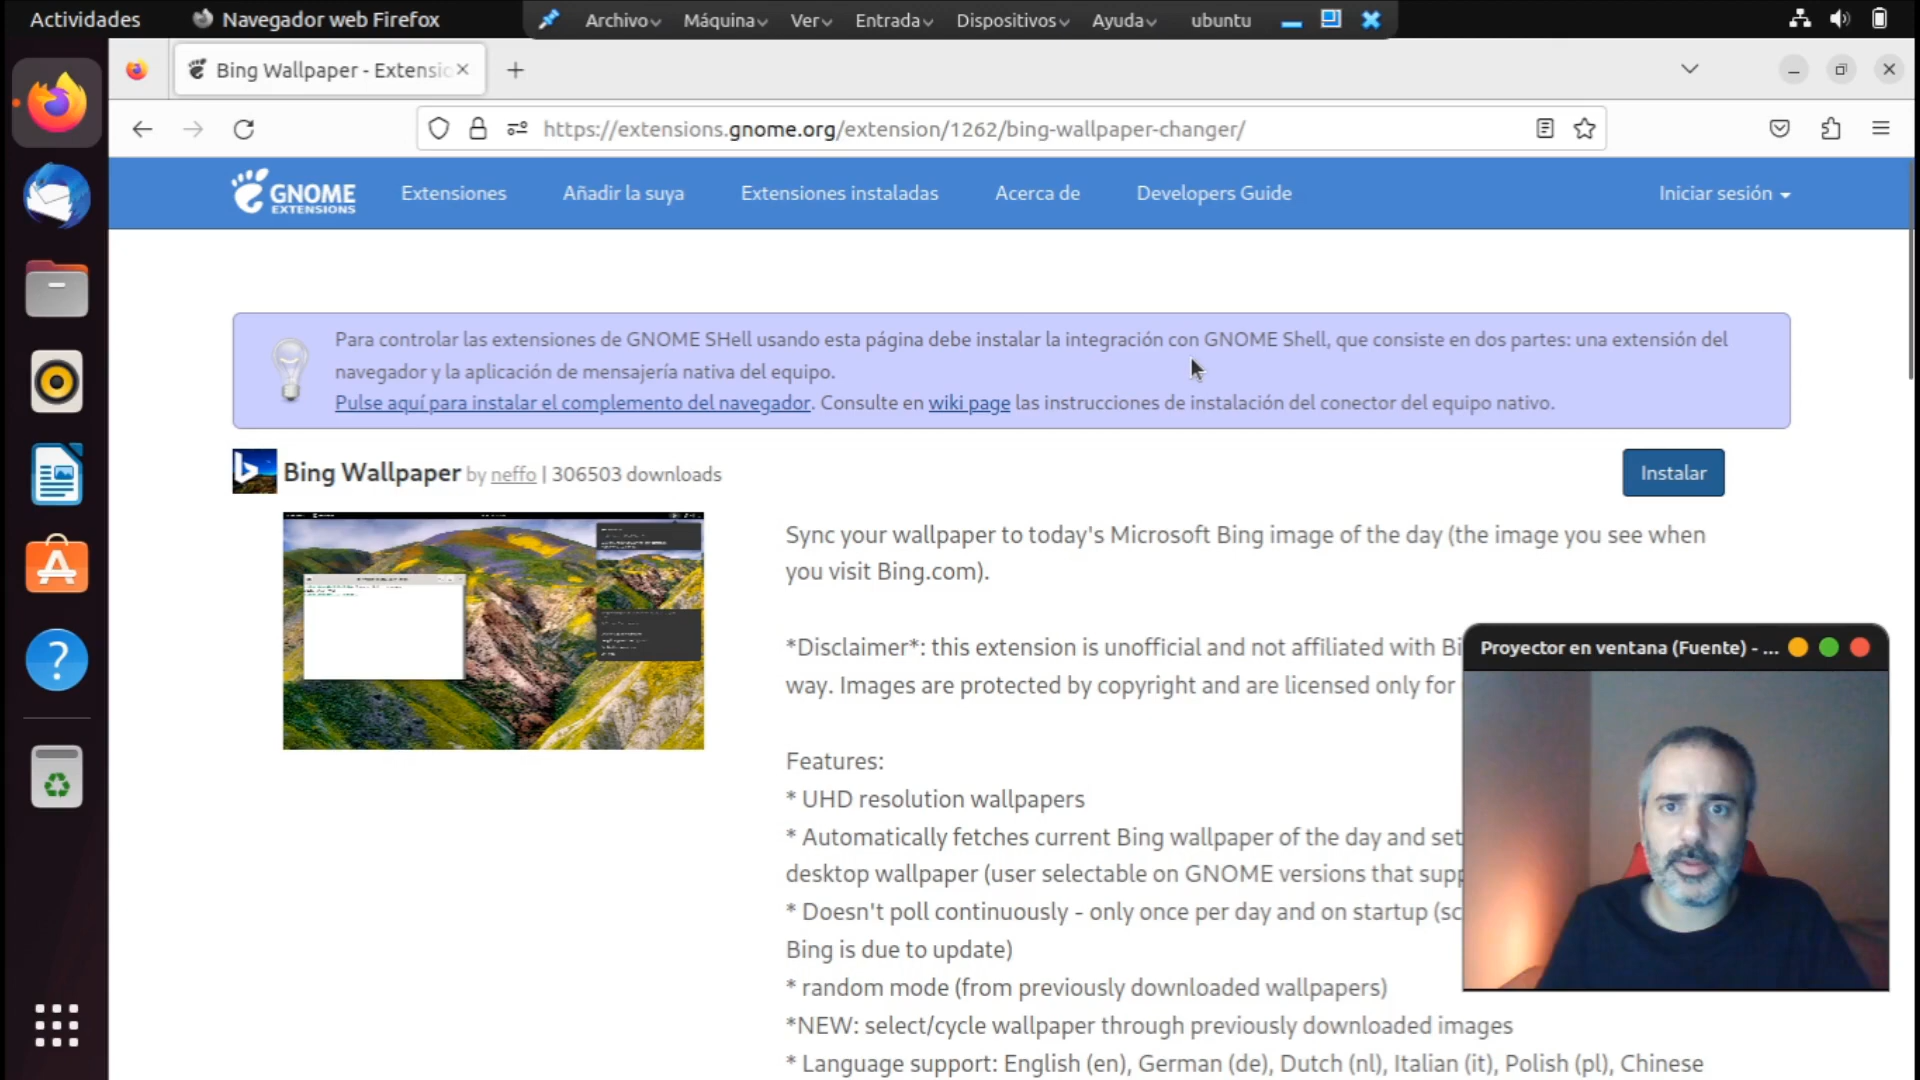 Actividades
Navegador web Firefox
Archivo
Máquina
Ver
Entrada
Dispositivos
Ayuda
ubuntu
Bing Wallpaper - Extensio
https://extensions.gnome.org/extension/1262/bing-wallpaper-changer/
GNOME
EXTENSIONS
Extensiones
Añadir la suya
Extensiones instaladas
Acerca de
Developers Guide
Iniciar sesión
Para controlar las extensiones de GNOME SHell usando esta página debe instalar la integración con GNOME Shell, que consiste en dos partes: una extensión del
navegador y la aplicación de mensajería nativa del equipo.
Pulse aquí para instalar el complemento del navegador. Consulte en wiki page las instrucciones de instalación del conector del equipo nativo.
Bing Wallpaper by neffo | 306503 downloads
Instalar
Sync your wallpaper to today's Microsoft Bing image of the day (the image you see when
you visit Bing.com).
*Disclaimer*: this extension is unofficial and not affiliated with Bi
way. Images are protected by copyright and are licensed only for
Proyector en ventana (Fuente) - ...
Features:
* UHD resolution wallpapers
* Automatically fetches current Bing wallpaper of the day and set
desktop wallpaper (user selectable on GNOME versions that supp
* Doesn't poll continuously - only once per day and on startup (sc
Bing is due to update)
* random mode (from previously downloaded wallpapers)
*NEW: select/cycle wallpaper through previously downloaded images
* Language support: English (en), German (de), Dutch (nl), Italian (it), Polish (pl), Chinese